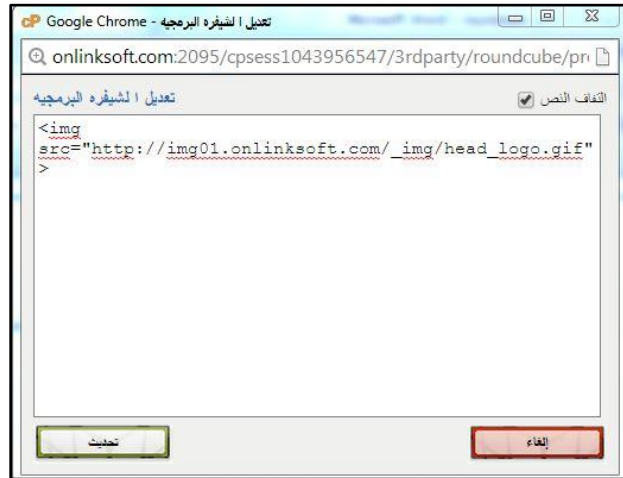 تعديل ا لشيفره البرمجيه - Google Chrome
onlinksoft.com:2095/cpsess1043956547/3rdparty/roundcube/pr
تعديل ا لشيفره البرمجيه
التفاف النص
<img
src="http://img01.onlinksoft.com/_img/head_logo.gif"
>
تحديث
إلغاء